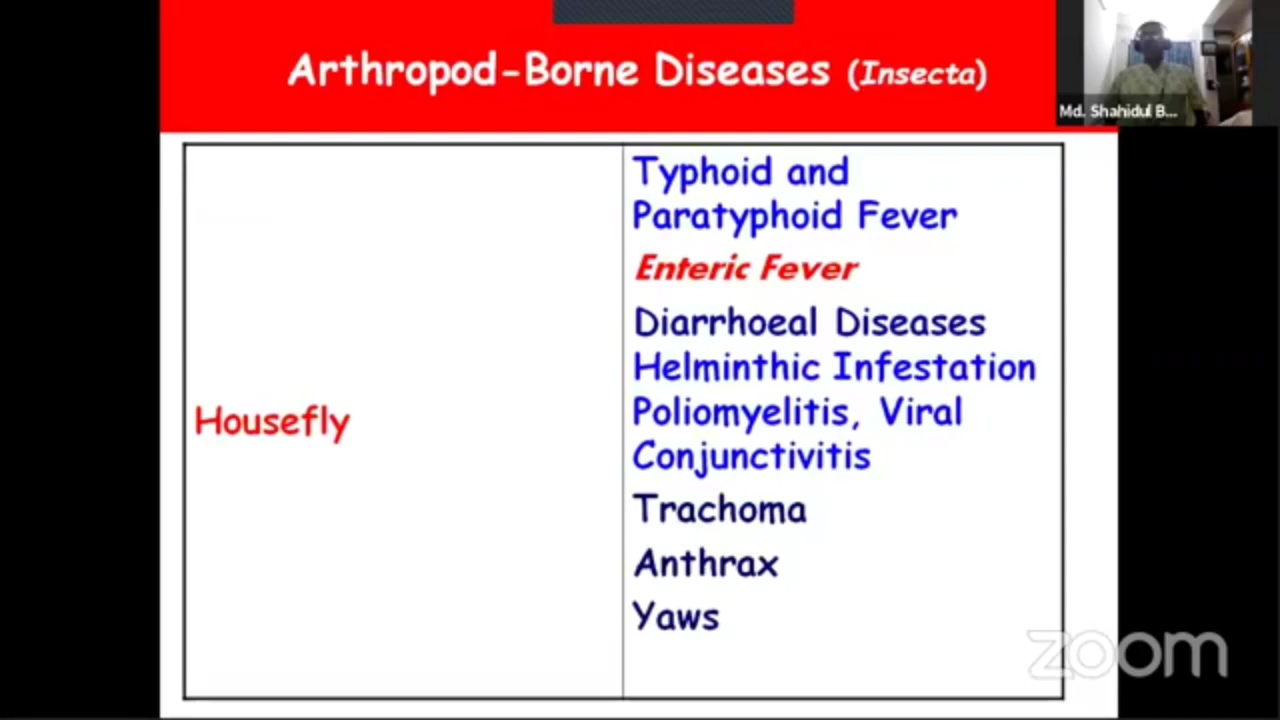 Arthropod-Borne Diseases (Insecta)
Md. Shahidul B...
Housefly
Typhoid and
Paratyphoid Fever
Enteric Fever
Diarrhoeal Diseases
Helminthic Infestation
Poliomyelitis, Viral
Conjunctivitis
Trachoma
Anthrax
Yaws
zoom